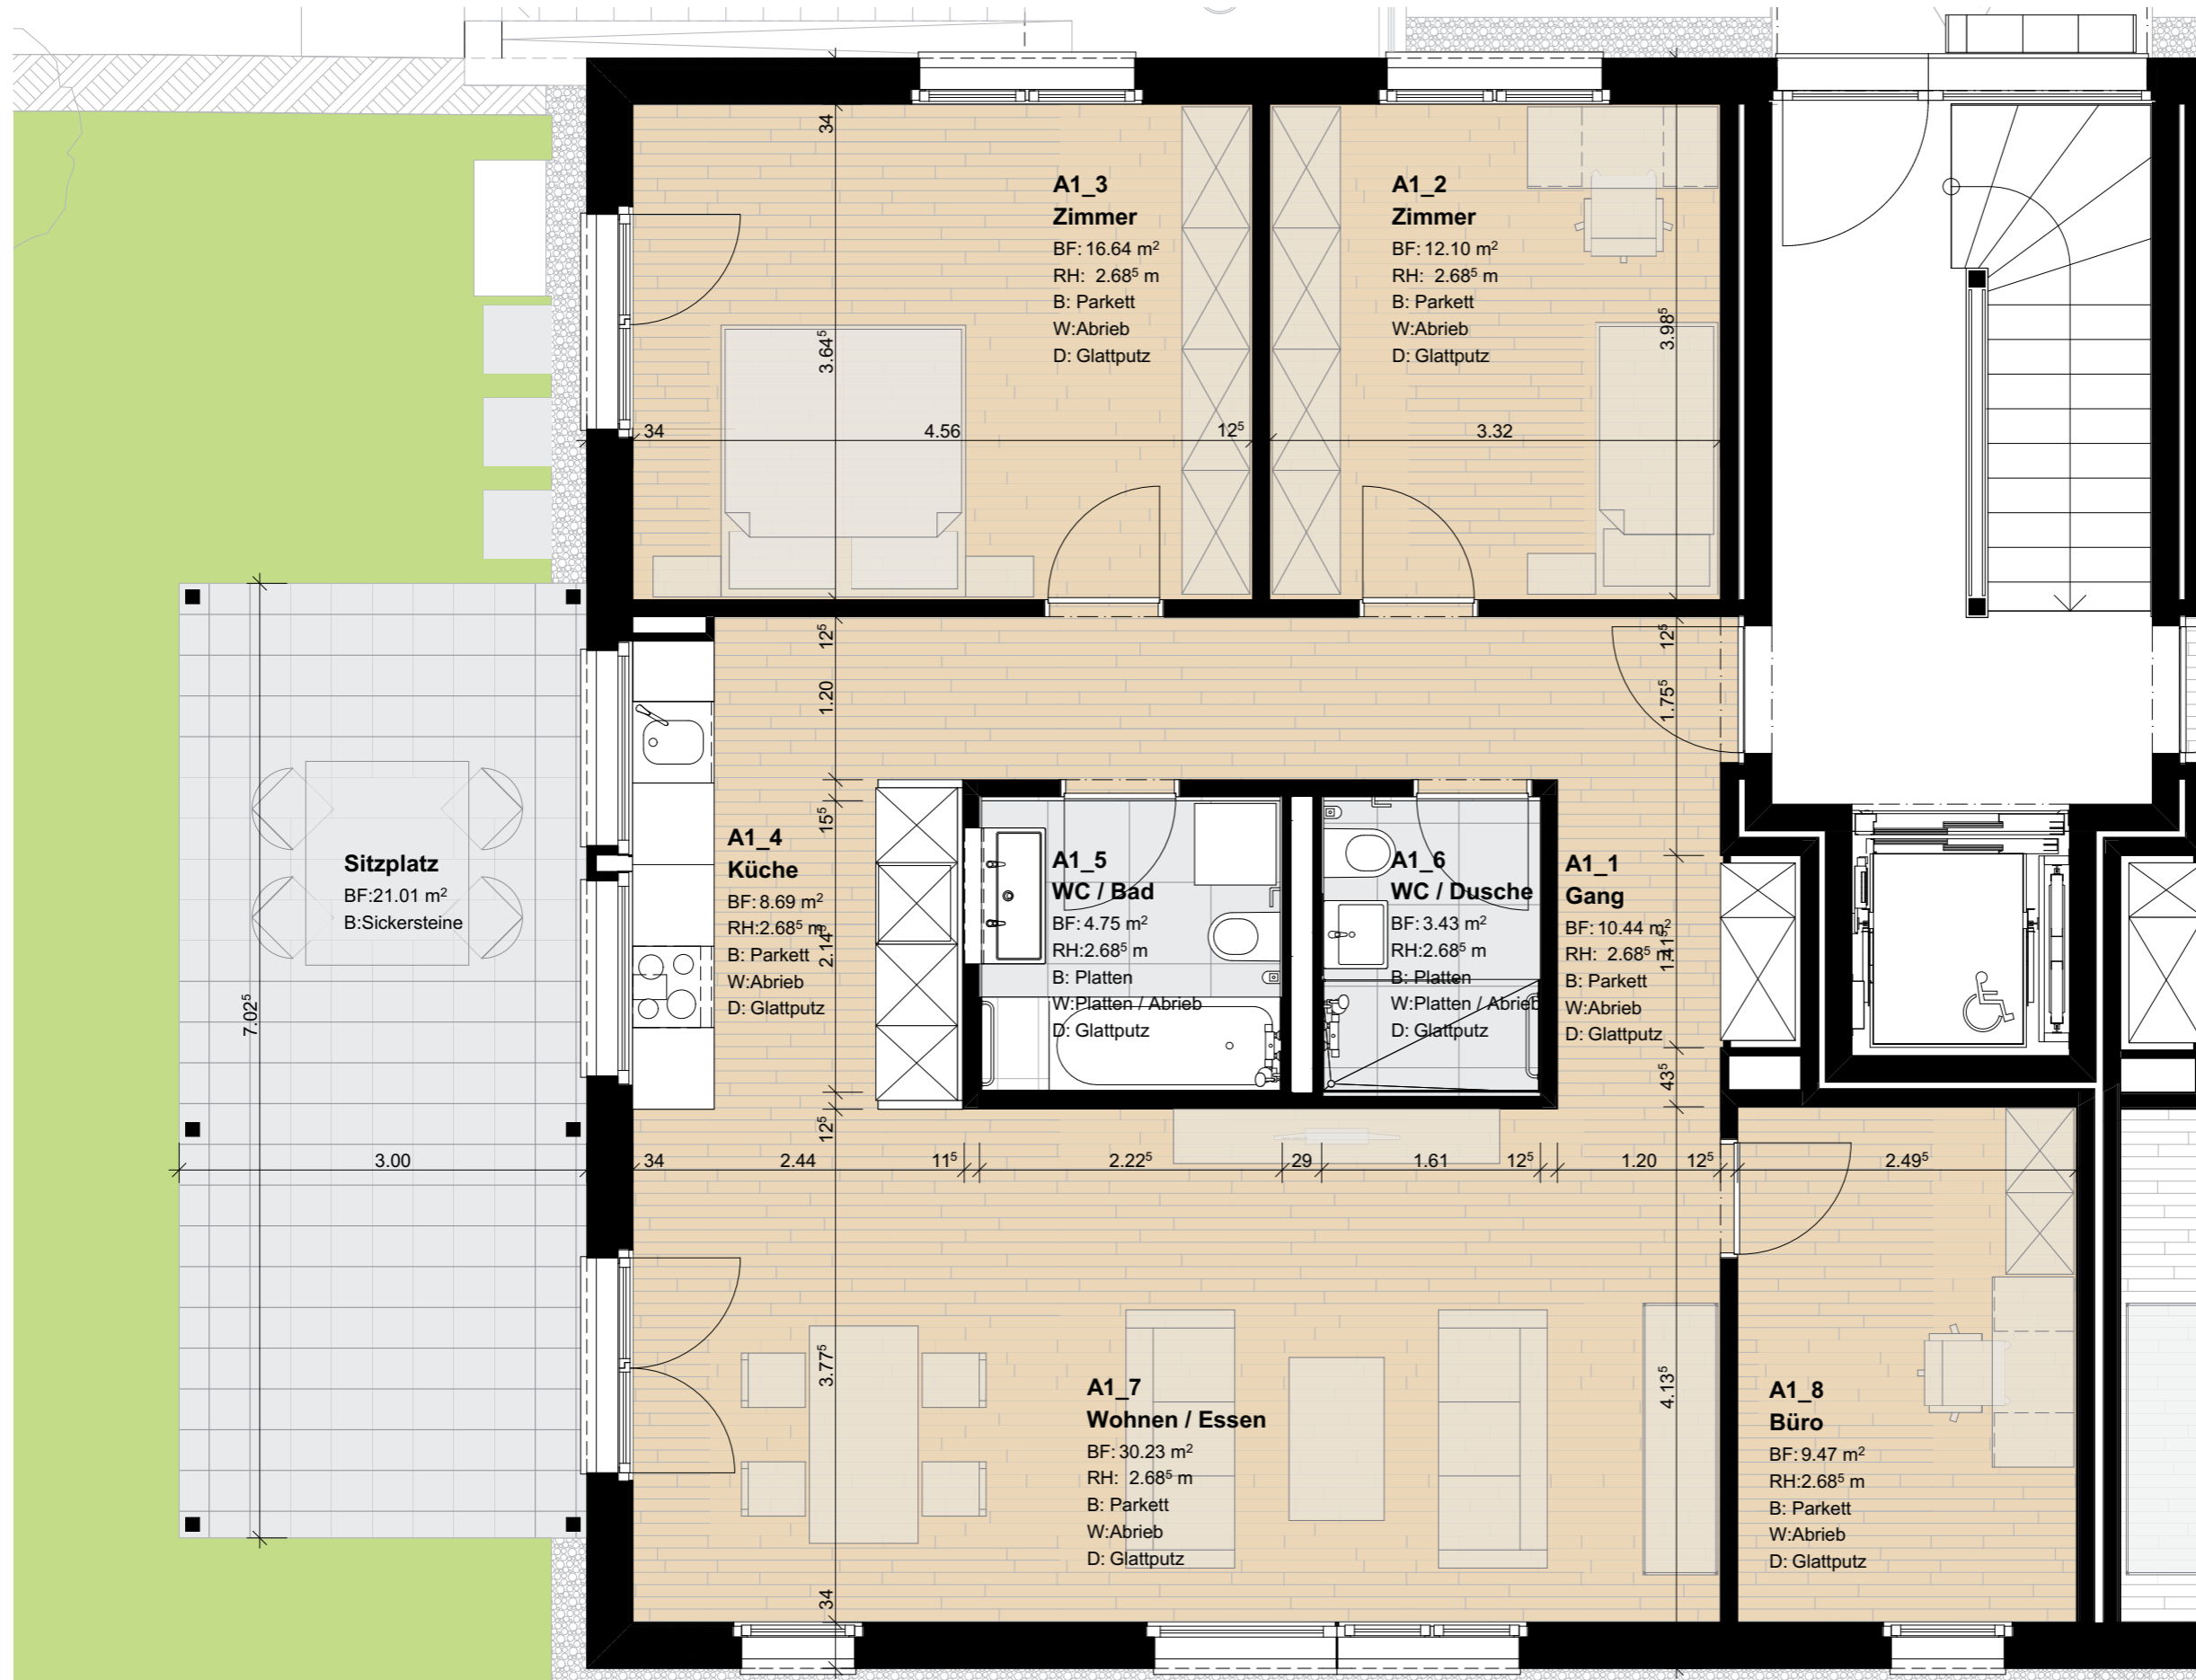 A1_3
Zimmer
BF: 16.64 m²
RH: 2.68⁵ m
B: Parkett
W:Abrieb
D: Glattputz
A1_2
Zimmer
BF: 12.10 m²
RH: 2.68⁵ m
B: Parkett
W:Abrieb
D: Glattputz
34
3.64⁵
3.98⁵
34
4.56
12⁵
3.32
12⁵
12⁵
1.20
1.75⁵
Sitzplatz
BF:21.01 m²
B:Sickersteine
7.02⁵
3.00
A1_4
Küche
BF: 8.69 m²
RH:2.68⁵ m
B: Parkett
W:Abrieb
D: Glattputz
15⁵
2.14⁵
12⁵
A1_5
WC / Bad
BF: 4.75 m²
RH:2.68⁵ m
B: Platten
W:Platten / Abrieb
D: Glattputz
A1_6
WC / Dusche
BF: 3.43 m²
RH:2.68⁵ m
B: Platten
W:Platten / Abrieb
D: Glattputz
A1_1
Gang
BF: 10.44 m²
RH: 2.68⁵ m
B: Parkett
W:Abrieb
D: Glattputz
1.41⁵
43⁵
34
2.44
11⁵
2.22⁵
29
1.61
12⁵
1.20
12⁵
2.49⁵
3.77⁵
4.13⁵
34
A1_7
Wohnen / Essen
BF: 30.23 m²
RH: 2.68⁵ m
B: Parkett
W:Abrieb
D: Glattputz
A1_8
Büro
BF: 9.47 m²
RH:2.68⁵ m
B: Parkett
W:Abrieb
D: Glattputz